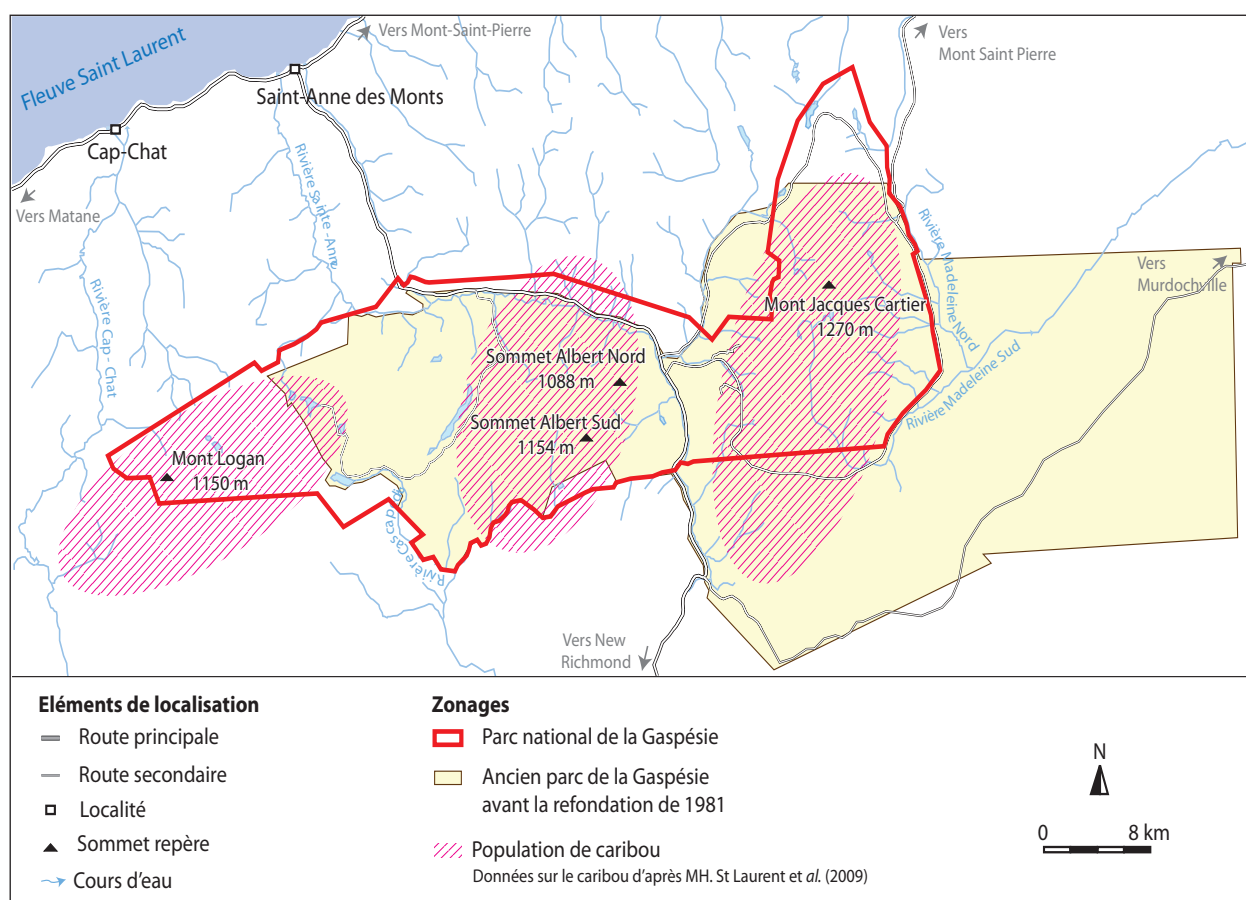 Fleuve Saint Laurent
Vers Mont-Saint-Pierre
Vers
Mont Saint Pierre
Saint-Anne des Monts
Cap-Chat
Vers Matane
Rivière Sainte-Anne
Rivière Cap-Chat
Rivière Madeleine Nord
Rivière Madeleine Sud
Vers
Murdochville
Mont Jacques Cartier
1270 m
Sommet Albert Nord
1088 m
Sommet Albert Sud
1154 m
Mont Logan
1150 m
Rivière Cascapédia
Vers New
Richmond
Eléments de localisation
Route principale
Route secondaire
Localité
Sommet repère
Cours d'eau
Zonages
Parc national de la Gaspésie
Ancien parc de la Gaspésie
avant la refondation de 1981
Population de caribou
Données sur le caribou d'après MH. St Laurent et al. (2009)
N
0 8 km